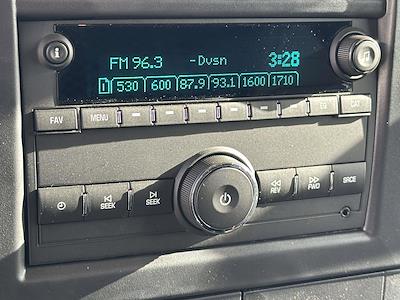 FM 96.3 -Dvsn 3:28
1 530 600 87.9 93.1 1600 1710
FAV MENU EQ CAT
SEEK SEEK REV FWD SRCE